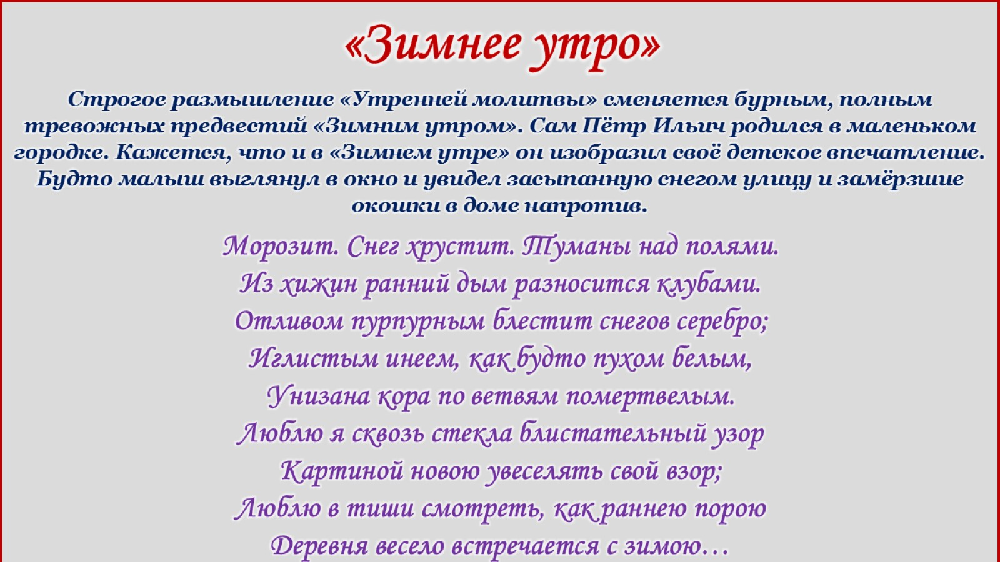 «Зимнее утро»
Строгое размышление «Утренней молитвы» сменяется бурным, полным
тревожных предвестий «Зимним утром». Сам Пётр Ильич родился в маленьком
городке. Кажется, что и в «Зимнем утре» он изобразил своё детское впечатление.
Будто малыш выглянул в окно и увидел засыпанную снегом улицу и замёрзшие
окошки в доме напротив.
Морозит. Снег хрустит. Туманы над полями.
Из хижин ранний дым разносится клубами.
Отливом пурпурным блестит снегов серебро;
Иглистым инеем, как будто пухом белым,
Унизана кора по ветвям помертвелым.
Люблю я сквозь стекла блистательный узор
Картиной новою увеселять свой взор;
Люблю в тиши смотреть, как раннею порою
Деревня весело встречается с зимою…